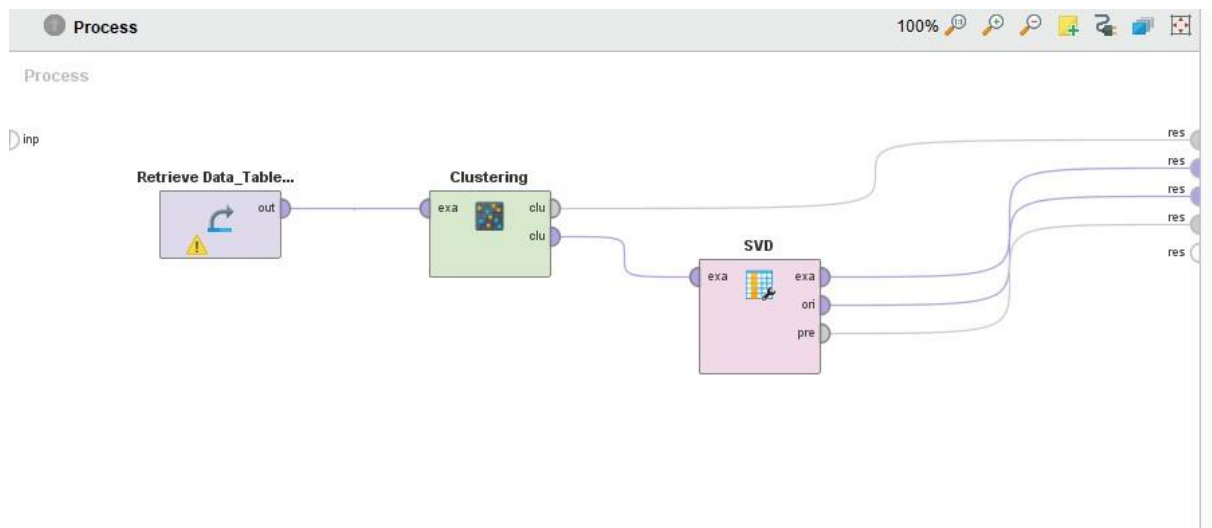 Process
100%
Process
inp
res
res
Retrieve Data_Table...
Clustering
res
out
exa
clu
res
clu
SVD
res
exa
exa
ori
pre